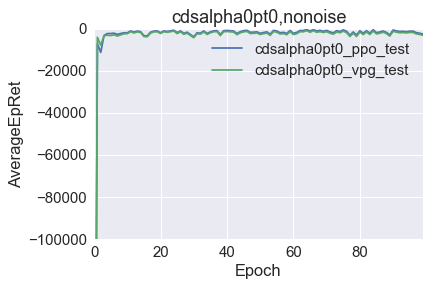 cdsalpha0pt0,nonoise
cdsalpha0pt0_ppo_test
cdsalpha0pt0_vpg_test
AverageEpRet
0
−20000
−40000
−60000
−80000
−100000
0 20 40 60 80
Epoch